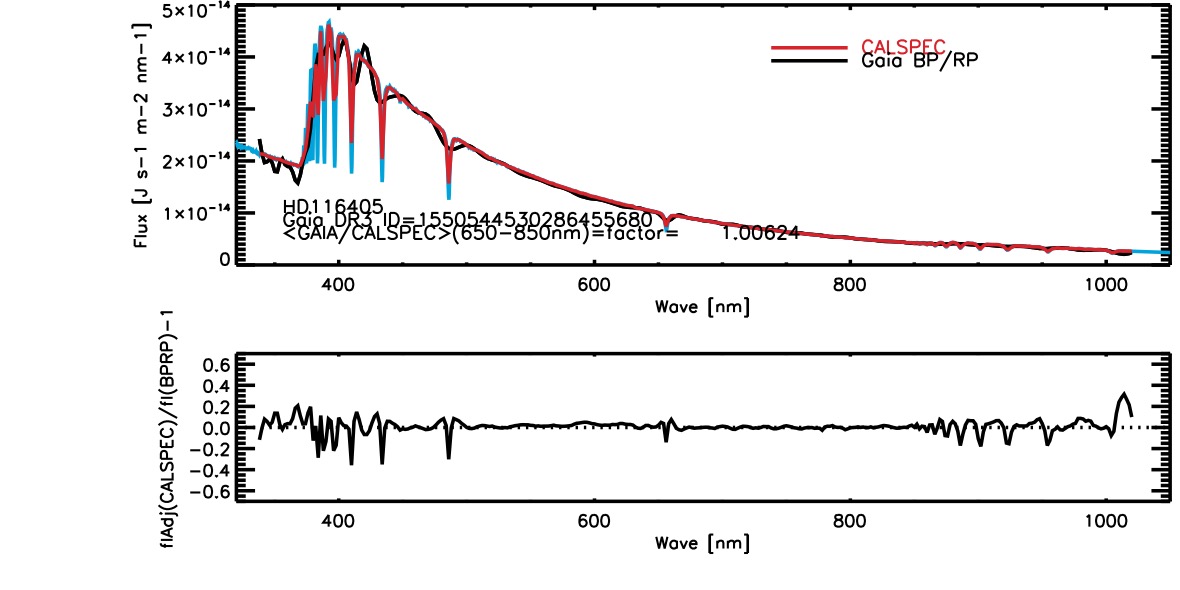 5×10-14
4×10-14
3×10-14
2×10-14
1×10-14
0
Flux [J s-1 m-2 nm-1]
CALSPEC
Gaia BP/RP
HD116405
Gaia DR3 ID=1550544530286455680
<GAIA/CALSPEC>(650-850nm)=factor= 1.00624
400 600 800 1000
Wave [nm]
flAdj(CALSPEC)/fl(BPRP)-1
0.6
0.4
0.2
0.0
-0.2
-0.4
-0.6
400 600 800 1000
Wave [nm]